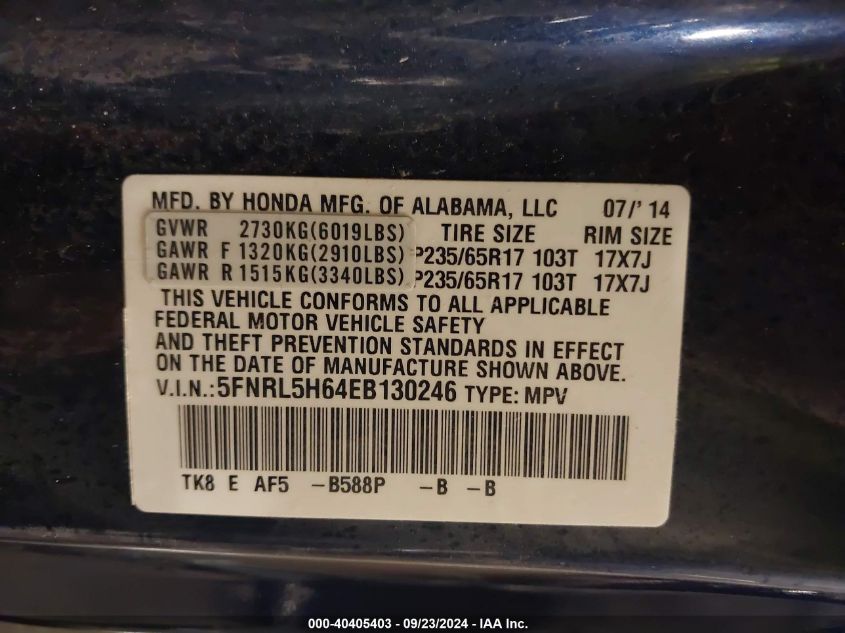 MFD. BY HONDA MFG. OF ALABAMA, LLC 07/'14
GVWR 2730KG(6019LBS) TIRE SIZE RIM SIZE
GAWR F 1320KG(2910LBS) P235/65R17 103T 17X7J
GAWR R 1515KG(3340LBS) P235/65R17 103T 17X7J
THIS VEHICLE CONFORMS TO ALL APPLICABLE
FEDERAL MOTOR VEHICLE SAFETY
AND THEFT PREVENTION STANDARDS IN EFFECT
ON THE DATE OF MANUFACTURE SHOWN ABOVE.
V.I.N.: 5FNRL5H64EB130246 TYPE: MPV
TK8 E AF5 -B588P -B -B
000-40405403 - 09/23/2024 - IAA Inc.